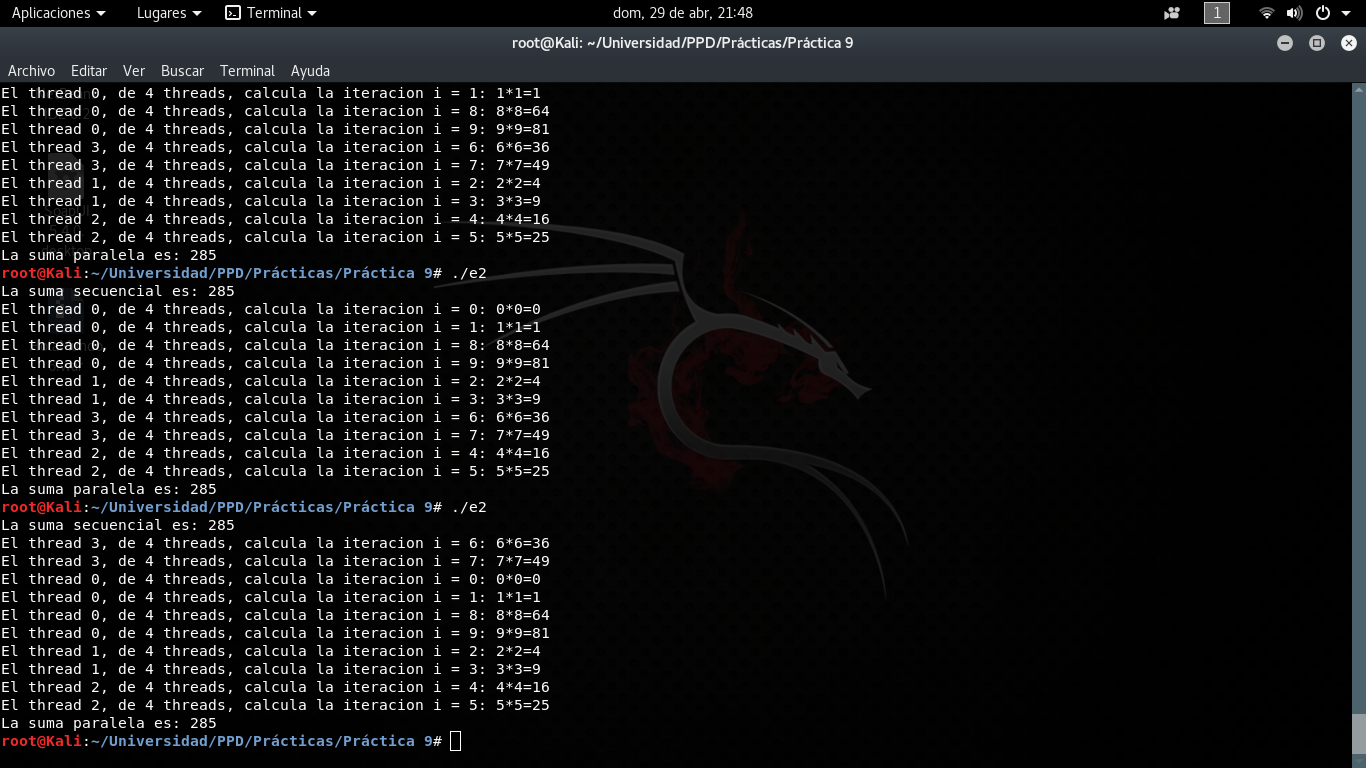 Aplicaciones Lugares Terminal dom, 29 de abr, 21:48 1
root@Kali: ~/Universidad/PPD/Prácticas/Práctica 9
Archivo Editar Ver Buscar Terminal Ayuda
El thread 0, de 4 threads, calcula la iteracion i = 1: 1*1=1
El thread 0, de 4 threads, calcula la iteracion i = 8: 8*8=64
El thread 0, de 4 threads, calcula la iteracion i = 9: 9*9=81
El thread 3, de 4 threads, calcula la iteracion i = 6: 6*6=36
El thread 3, de 4 threads, calcula la iteracion i = 7: 7*7=49
El thread 1, de 4 threads, calcula la iteracion i = 2: 2*2=4
El thread 1, de 4 threads, calcula la iteracion i = 3: 3*3=9
El thread 2, de 4 threads, calcula la iteracion i = 4: 4*4=16
El thread 2, de 4 threads, calcula la iteracion i = 5: 5*5=25
La suma paralela es: 285
root@Kali:~/Universidad/PPD/Prácticas/Práctica 9# ./e2
La suma secuencial es: 285
El thread 0, de 4 threads, calcula la iteracion i = 0: 0*0=0
El thread 0, de 4 threads, calcula la iteracion i = 1: 1*1=1
El thread 0, de 4 threads, calcula la iteracion i = 8: 8*8=64
El thread 0, de 4 threads, calcula la iteracion i = 9: 9*9=81
El thread 1, de 4 threads, calcula la iteracion i = 2: 2*2=4
El thread 1, de 4 threads, calcula la iteracion i = 3: 3*3=9
El thread 3, de 4 threads, calcula la iteracion i = 6: 6*6=36
El thread 3, de 4 threads, calcula la iteracion i = 7: 7*7=49
El thread 2, de 4 threads, calcula la iteracion i = 4: 4*4=16
El thread 2, de 4 threads, calcula la iteracion i = 5: 5*5=25
La suma paralela es: 285
root@Kali:~/Universidad/PPD/Prácticas/Práctica 9# ./e2
La suma secuencial es: 285
El thread 3, de 4 threads, calcula la iteracion i = 6: 6*6=36
El thread 3, de 4 threads, calcula la iteracion i = 7: 7*7=49
El thread 0, de 4 threads, calcula la iteracion i = 0: 0*0=0
El thread 0, de 4 threads, calcula la iteracion i = 1: 1*1=1
El thread 0, de 4 threads, calcula la iteracion i = 8: 8*8=64
El thread 0, de 4 threads, calcula la iteracion i = 9: 9*9=81
El thread 1, de 4 threads, calcula la iteracion i = 2: 2*2=4
El thread 1, de 4 threads, calcula la iteracion i = 3: 3*3=9
El thread 2, de 4 threads, calcula la iteracion i = 4: 4*4=16
El thread 2, de 4 threads, calcula la iteracion i = 5: 5*5=25
La suma paralela es: 285
root@Kali:~/Universidad/PPD/Prácticas/Práctica 9#